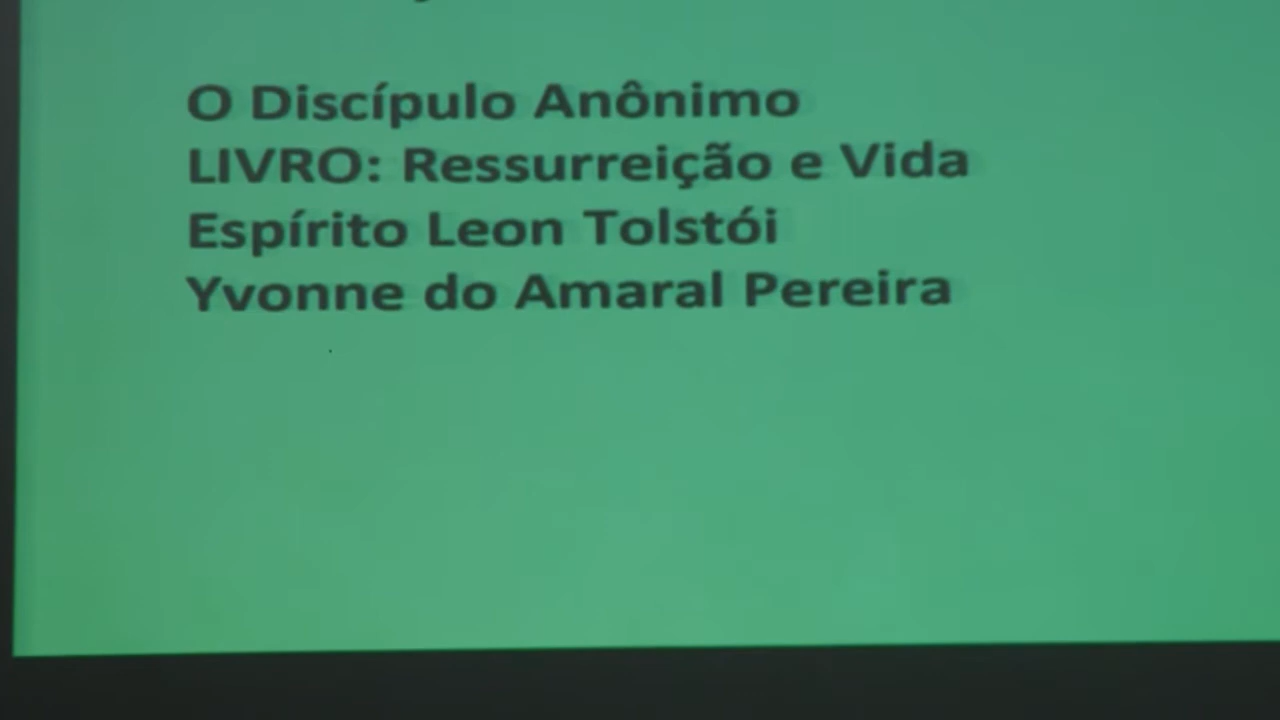 O Discípulo Anônimo
LIVRO: Ressurreição e Vida
Espírito Leon Tolstói
Yvonne do Amaral Pereira